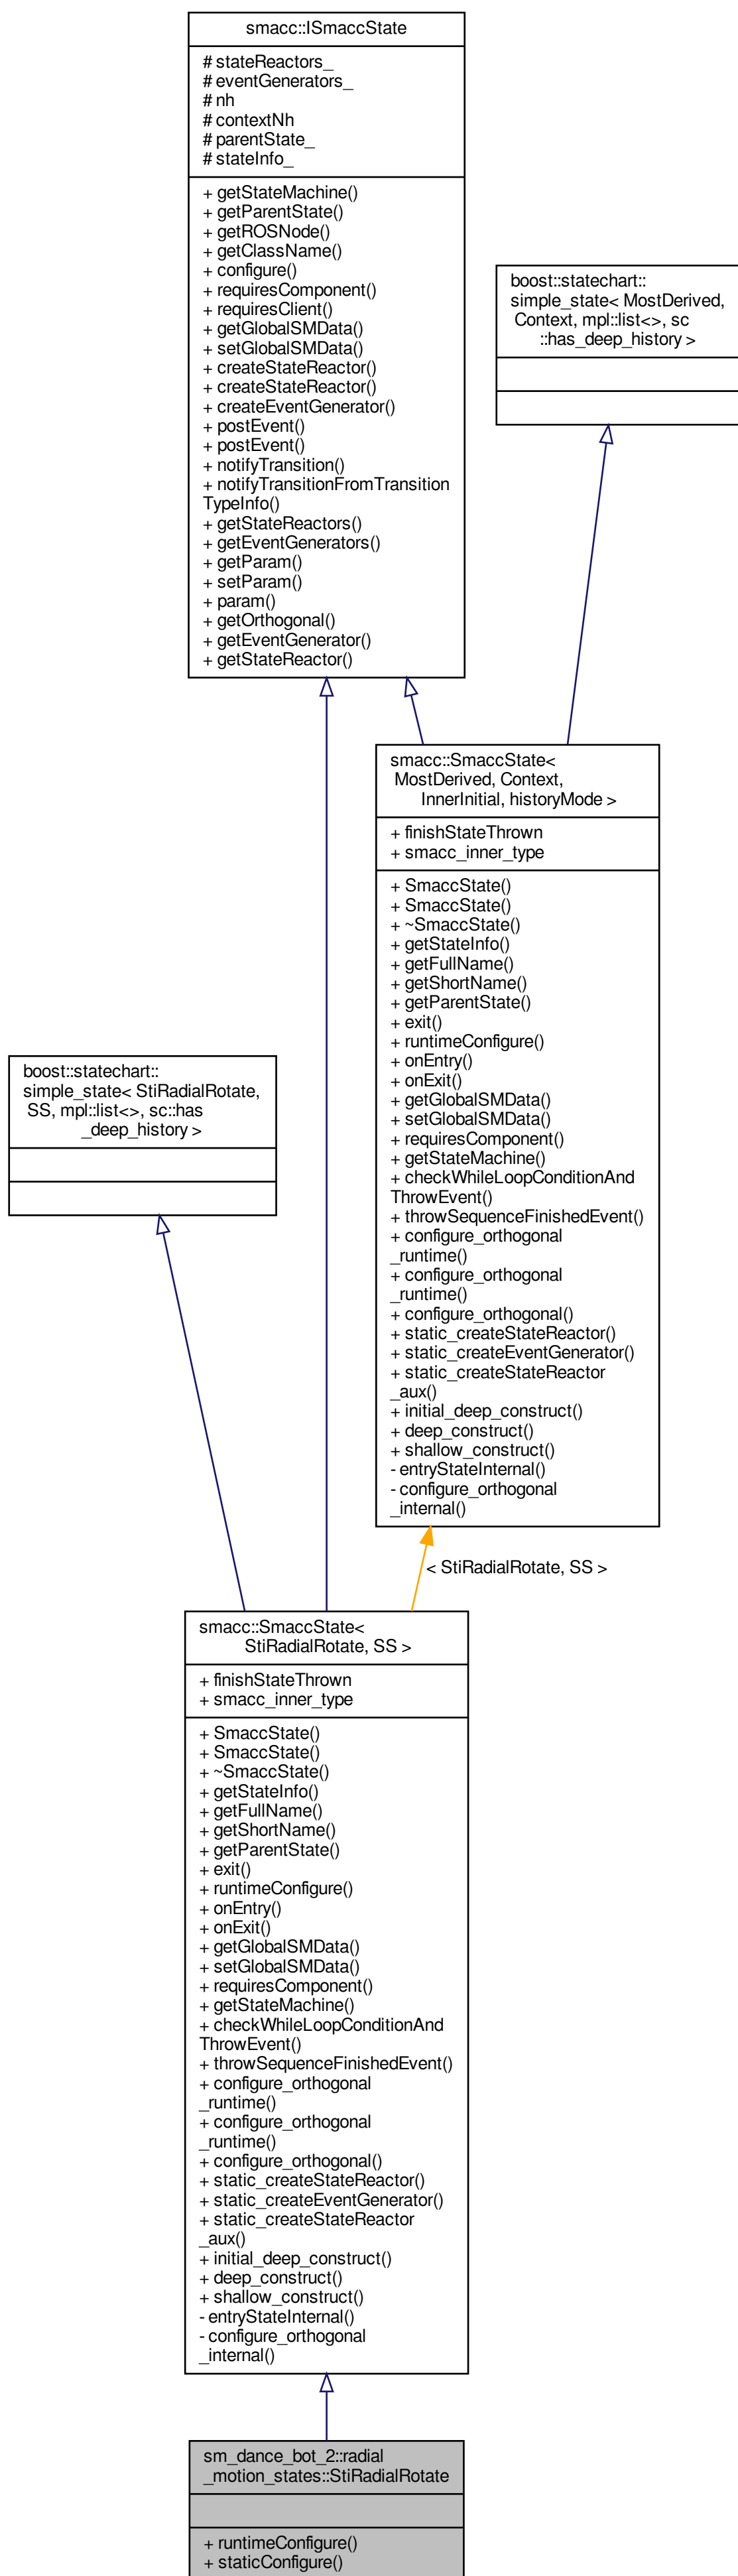 smacc::ISmaccState
# stateReactors_
# eventGenerators_
# nh
# contextNh
# parentState_
# stateInfo_
+ getStateMachine()
+ getParentState()
+ getROSNode()
+ getClassName()
+ configure()
+ requiresComponent()
+ requiresClient()
+ getGlobalSMData()
+ setGlobalSMData()
+ createStateReactor()
+ createStateReactor()
+ createEventGenerator()
+ postEvent()
+ postEvent()
+ notifyTransition()
+ notifyTransitionFromTransition
TypeInfo()
+ getStateReactors()
+ getEventGenerators()
+ getParam()
+ setParam()
+ param()
+ getOrthogonal()
+ getEventGenerator()
+ getStateReactor()
boost::statechart::
simple_state< MostDerived,
Context, mpl::list<>, sc
::has_deep_history >
smacc::SmaccState<
MostDerived, Context,
InnerInitial, historyMode >
+ finishStateThrown
+ smacc_inner_type
+ SmaccState()
+ SmaccState()
+ ~SmaccState()
+ getStateInfo()
+ getFullName()
+ getShortName()
+ getParentState()
+ exit()
+ runtimeConfigure()
+ onEntry()
+ onExit()
+ getGlobalSMData()
+ setGlobalSMData()
+ requiresComponent()
+ getStateMachine()
+ checkWhileLoopConditionAnd
ThrowEvent()
+ throwSequenceFinishedEvent()
+ configure_orthogonal
_runtime()
+ configure_orthogonal
_runtime()
+ configure_orthogonal()
+ static_createStateReactor()
+ static_createEventGenerator()
+ static_createStateReactor
_aux()
+ initial_deep_construct()
+ deep_construct()
+ shallow_construct()
- entryStateInternal()
- configure_orthogonal
_internal()
boost::statechart::
simple_state< StiRadialRotate,
SS, mpl::list<>, sc::has
_deep_history >
< StiRadialRotate, SS >
smacc::SmaccState<
StiRadialRotate, SS >
+ finishStateThrown
+ smacc_inner_type
+ SmaccState()
+ SmaccState()
+ ~SmaccState()
+ getStateInfo()
+ getFullName()
+ getShortName()
+ getParentState()
+ exit()
+ runtimeConfigure()
+ onEntry()
+ onExit()
+ getGlobalSMData()
+ setGlobalSMData()
+ requiresComponent()
+ getStateMachine()
+ checkWhileLoopConditionAnd
ThrowEvent()
+ throwSequenceFinishedEvent()
+ configure_orthogonal
_runtime()
+ configure_orthogonal
_runtime()
+ configure_orthogonal()
+ static_createStateReactor()
+ static_createEventGenerator()
+ static_createStateReactor
_aux()
+ initial_deep_construct()
+ deep_construct()
+ shallow_construct()
- entryStateInternal()
- configure_orthogonal
_internal()
sm_dance_bot_2::radial
_motion_states::StiRadialRotate
+ runtimeConfigure()
+ staticConfigure()